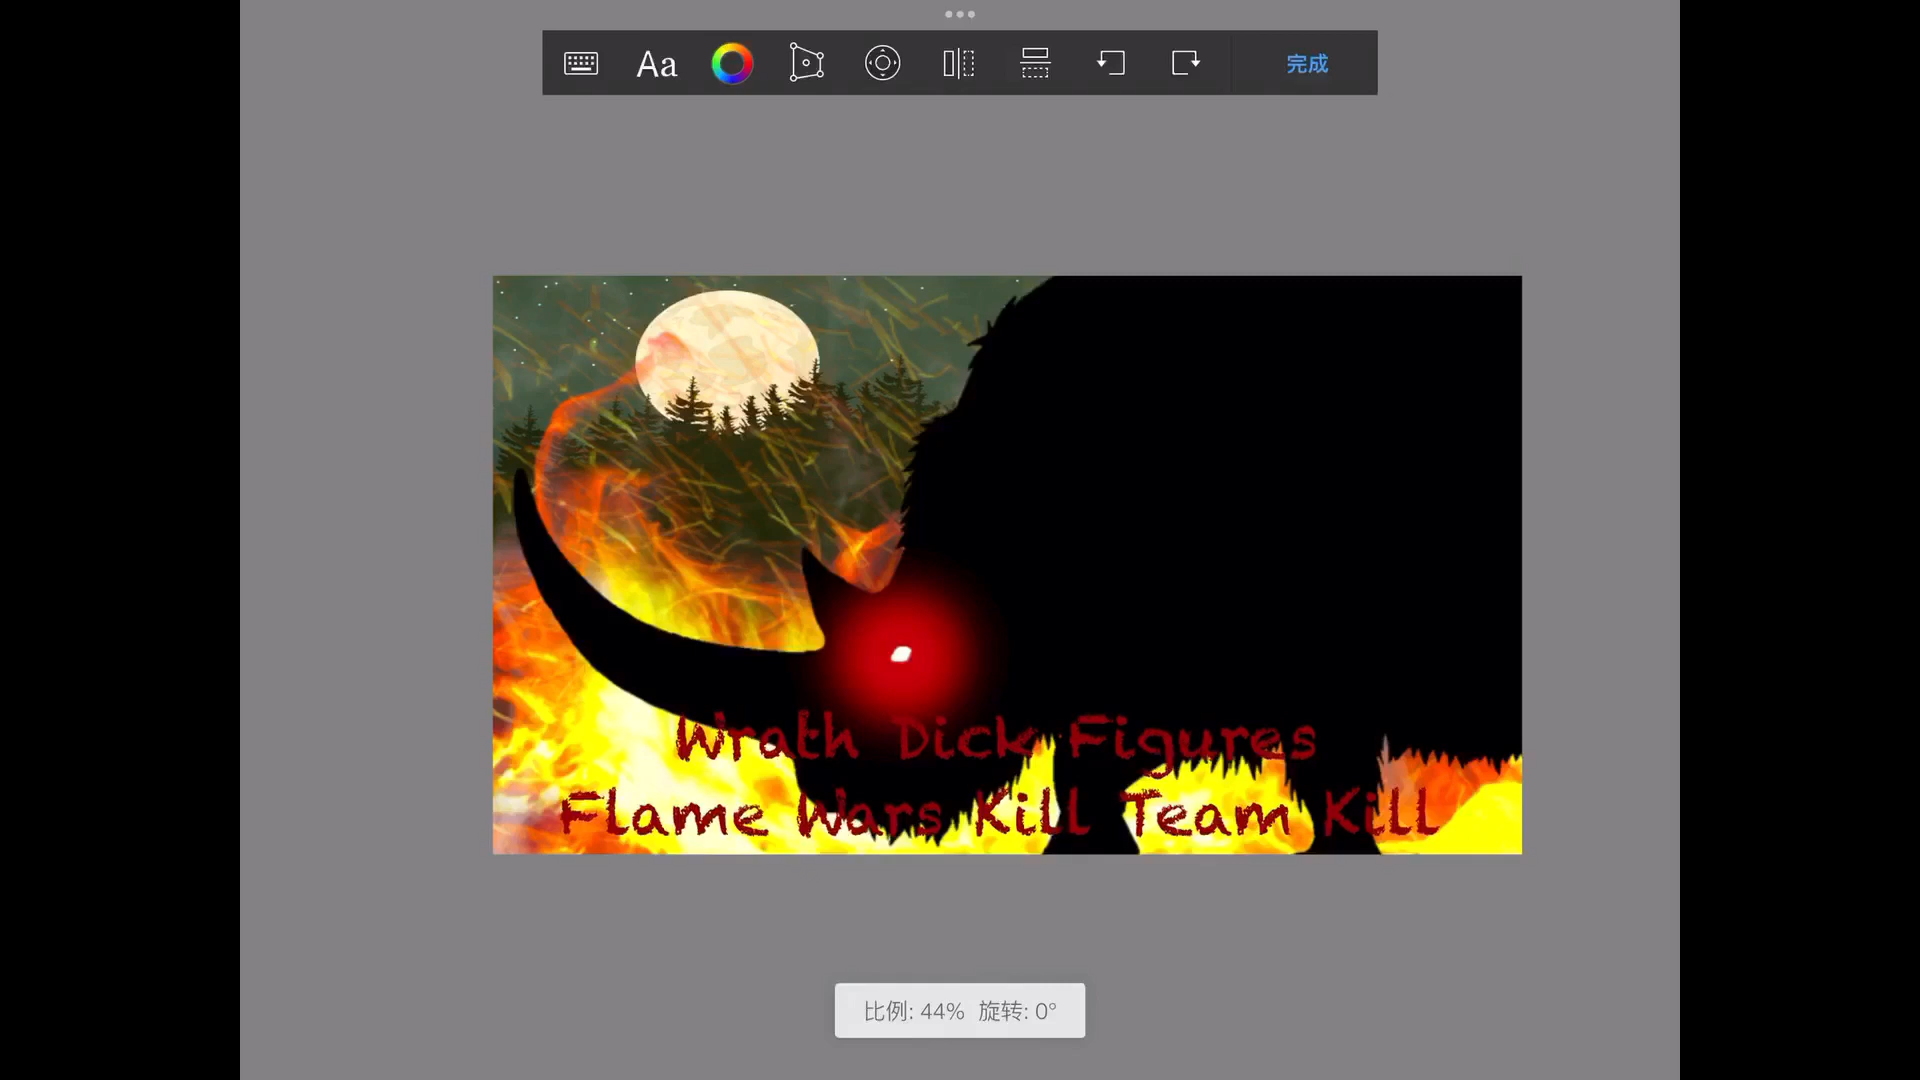 Aa
完成
Wrath Dick Figures
Flame Wars Kill Team Kill
比例: 44% 旋转: 0°